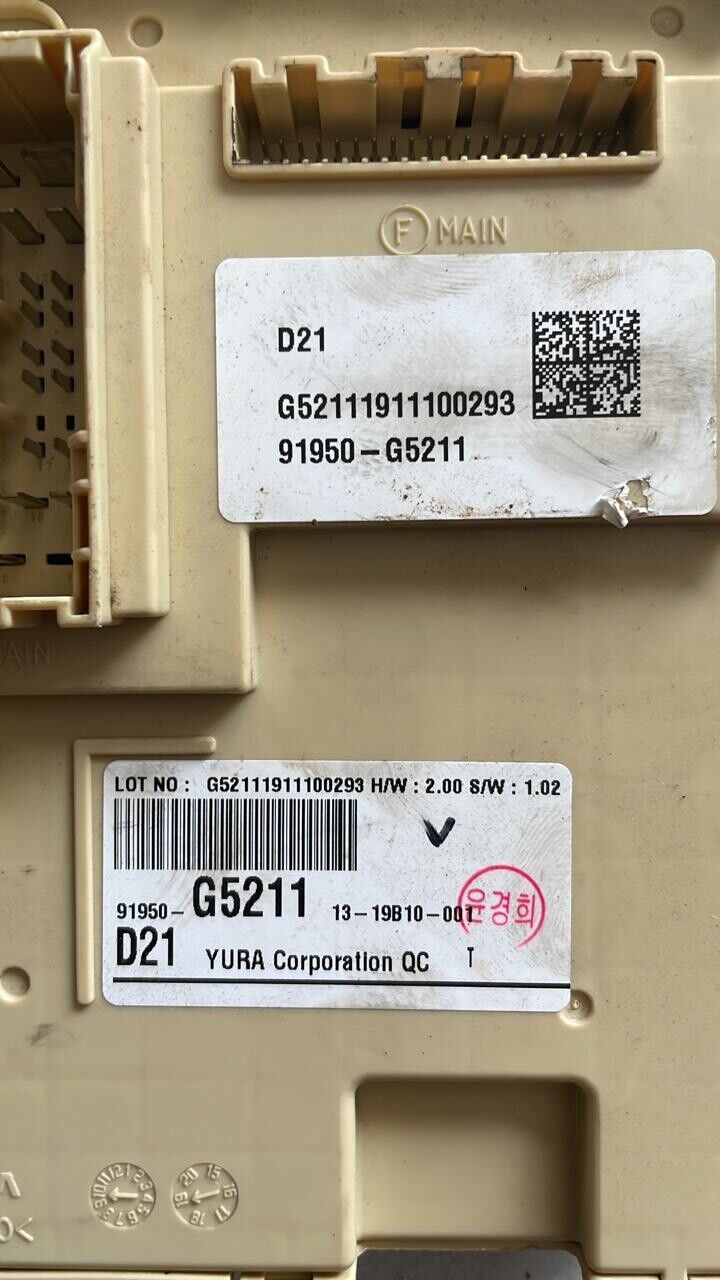 F MAIN
D21
G52111911100293
91950-G5211
LOT NO : G52111911100293 H/W : 2.00 S/W : 1.02
V
91950- G5211 13-19B10-001
윤경희
D21 YURA Corporation QC T